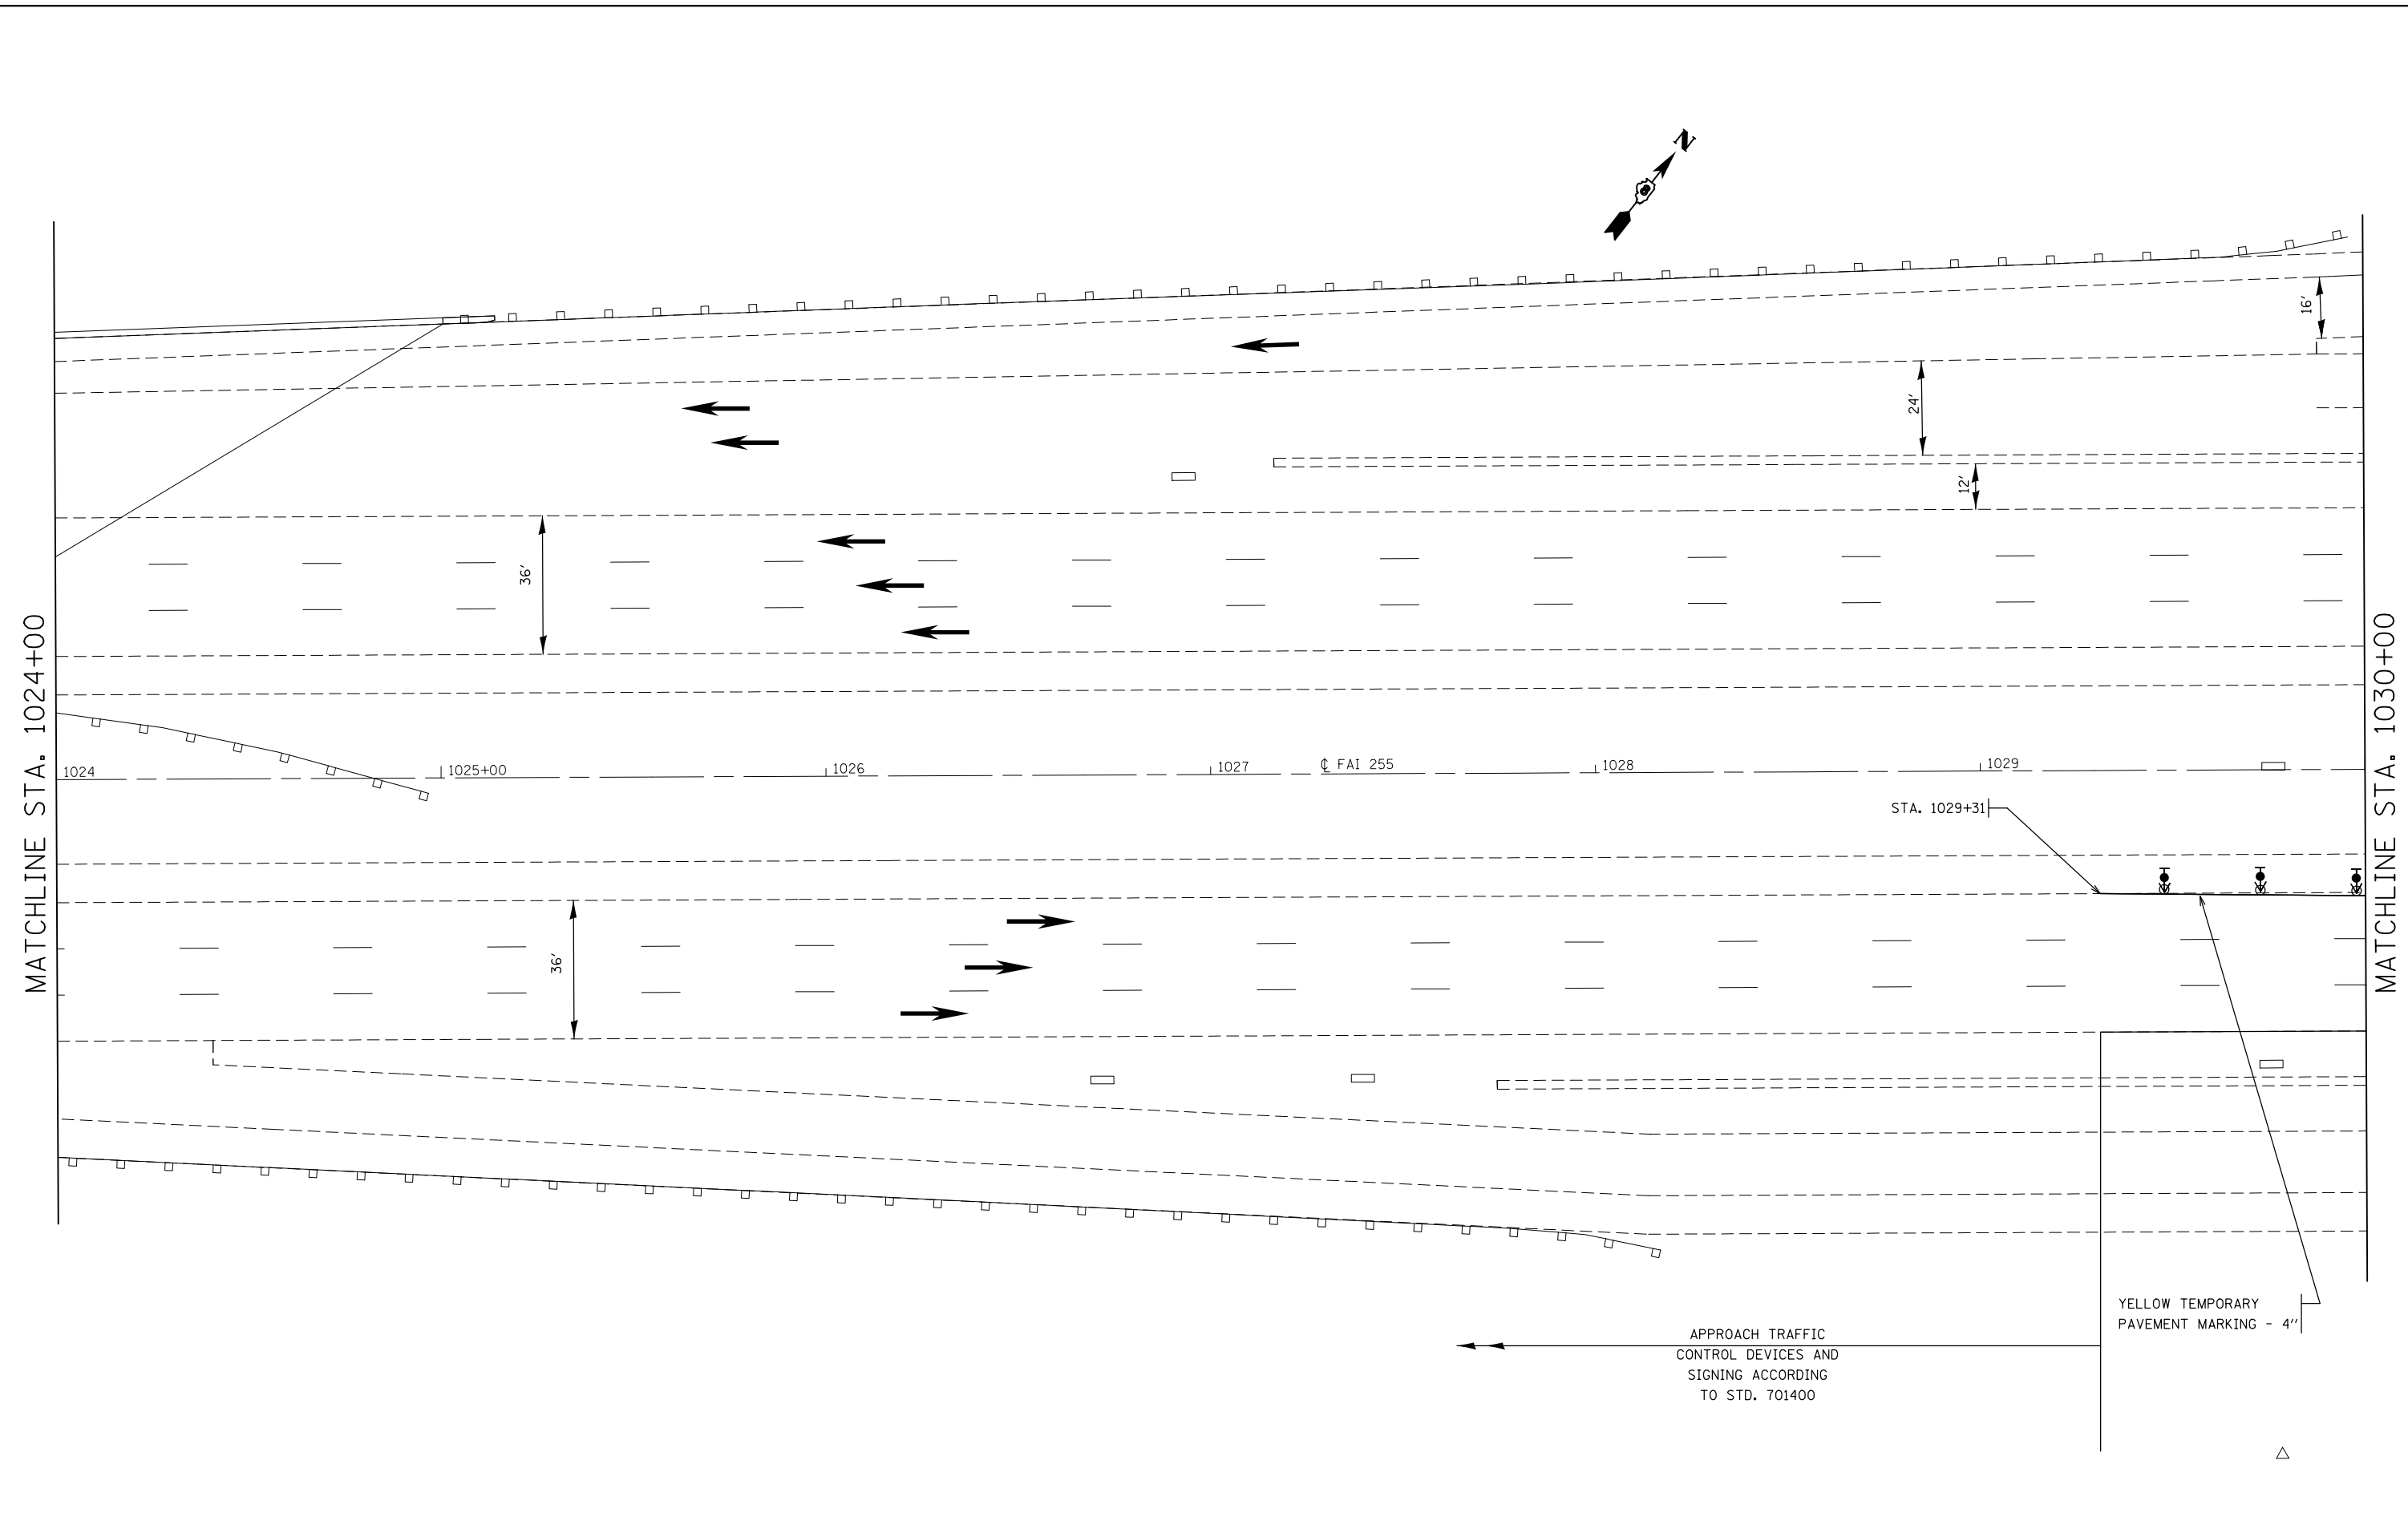 N
16'
24'
12'
36'
MATCHLINE STA. 1024+00
MATCHLINE STA. 1030+00
1024
1025+00
1026
1027
℄ FAI 255
1028
1029
STA. 1029+31
36'
YELLOW TEMPORARY
PAVEMENT MARKING - 4"
APPROACH TRAFFIC
CONTROL DEVICES AND
SIGNING ACCORDING
TO STD. 701400